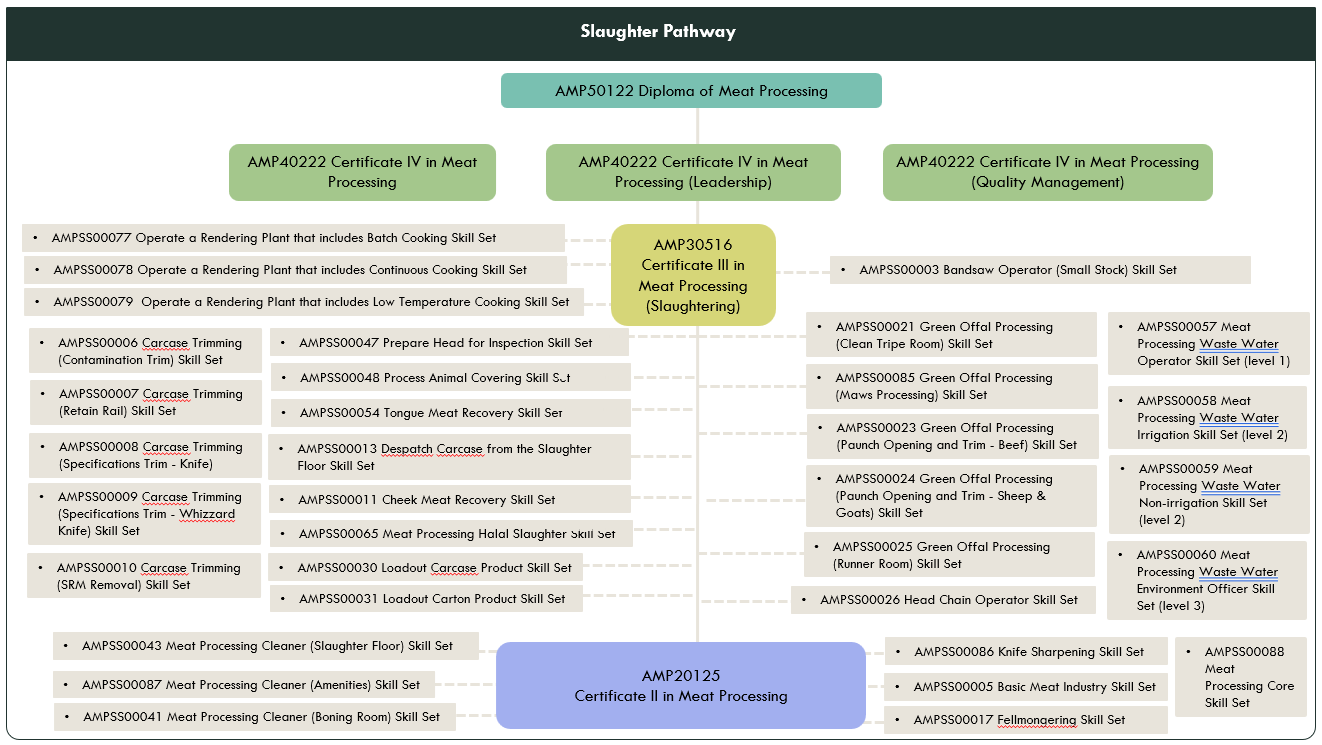 Slaughter Pathway
AMP50122 Diploma of Meat Processing
AMP40222 Certificate IV in Meat
Processing
AMP40222 Certificate IV in Meat
Processing (Leadership)
AMP40222 Certificate IV in Meat Processing
(Quality Management)
• AMPSS00077 Operate a Rendering Plant that includes Batch Cooking Skill Set
• AMPSS00078 Operate a Rendering Plant that includes Continuous Cooking Skill Set
• AMPSS00079 Operate a Rendering Plant that includes Low Temperature Cooking Skill Set
AMP30516
Certificate III in
Meat Processing
(Slaughtering)
• AMPSS00003 Bandsaw Operator (Small Stock) Skill Set
• AMPSS00006 Carcase Trimming
(Contamination Trim) Skill Set
• AMPSS00007 Carcase Trimming
(Retain Rail) Skill Set
• AMPSS00008 Carcase Trimming
(Specifications Trim - Knife)
• AMPSS00009 Carcase Trimming
(Specifications Trim - Whizzard
Knife) Skill Set
• AMPSS00010 Carcase Trimming
(SRM Removal) Skill Set
• AMPSS00047 Prepare Head for Inspection Skill Set
• AMPSS00048 Process Animal Covering Skill Set
• AMPSS00054 Tongue Meat Recovery Skill Set
• AMPSS00013 Despatch Carcase from the Slaughter
Floor Skill Set
• AMPSS00011 Cheek Meat Recovery Skill Set
• AMPSS00065 Meat Processing Halal Slaughter Skill Set
• AMPSS00030 Loadout Carcase Product Skill Set
• AMPSS00031 Loadout Carton Product Skill Set
• AMPSS00021 Green Offal Processing
(Clean Tripe Room) Skill Set
• AMPSS00085 Green Offal Processing
(Maws Processing) Skill Set
• AMPSS00023 Green Offal Processing
(Paunch Opening and Trim - Beef) Skill Set
• AMPSS00024 Green Offal Processing
(Paunch Opening and Trim - Sheep &
Goats) Skill Set
• AMPSS00025 Green Offal Processing
(Runner Room) Skill Set
• AMPSS00026 Head Chain Operator Skill Set
• AMPSS00057 Meat
Processing Waste Water
Operator Skill Set (level 1)
• AMPSS00058 Meat
Processing Waste Water
Irrigation Skill Set (level 2)
• AMPSS00059 Meat
Processing Waste Water
Non-irrigation Skill Set
(level 2)
• AMPSS00060 Meat
Processing Waste Water
Environment Officer Skill
Set (level 3)
• AMPSS00043 Meat Processing Cleaner (Slaughter Floor) Skill Set
• AMPSS00087 Meat Processing Cleaner (Amenities) Skill Set
• AMPSS00041 Meat Processing Cleaner (Boning Room) Skill Set
AMP20125
Certificate II in Meat Processing
• AMPSS00086 Knife Sharpening Skill Set
• AMPSS00005 Basic Meat Industry Skill Set
• AMPSS00017 Fellmongering Skill Set
• AMPSS00088
Meat
Processing Core
Skill Set